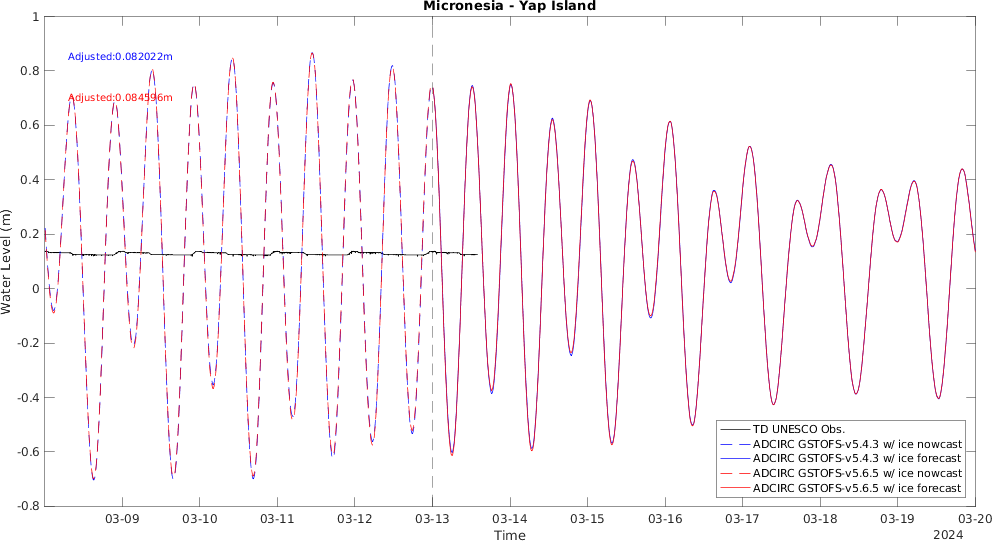 Micronesia - Yap Island
Adjusted:0.082022m
Adjusted:0.084596m
Water Level (m)
1
0.8
0.6
0.4
0.2
0
-0.2
-0.4
-0.6
-0.8
TD UNESCO Obs.
ADCIRC GSTOFS-v5.4.3 w/ ice nowcast
ADCIRC GSTOFS-v5.4.3 w/ ice forecast
ADCIRC GSTOFS-v5.6.5 w/ ice nowcast
ADCIRC GSTOFS-v5.6.5 w/ ice forecast
03-09 03-10 03-11 03-12 03-13 03-14 03-15 03-16 03-17 03-18 03-19 03-20
Time
2024